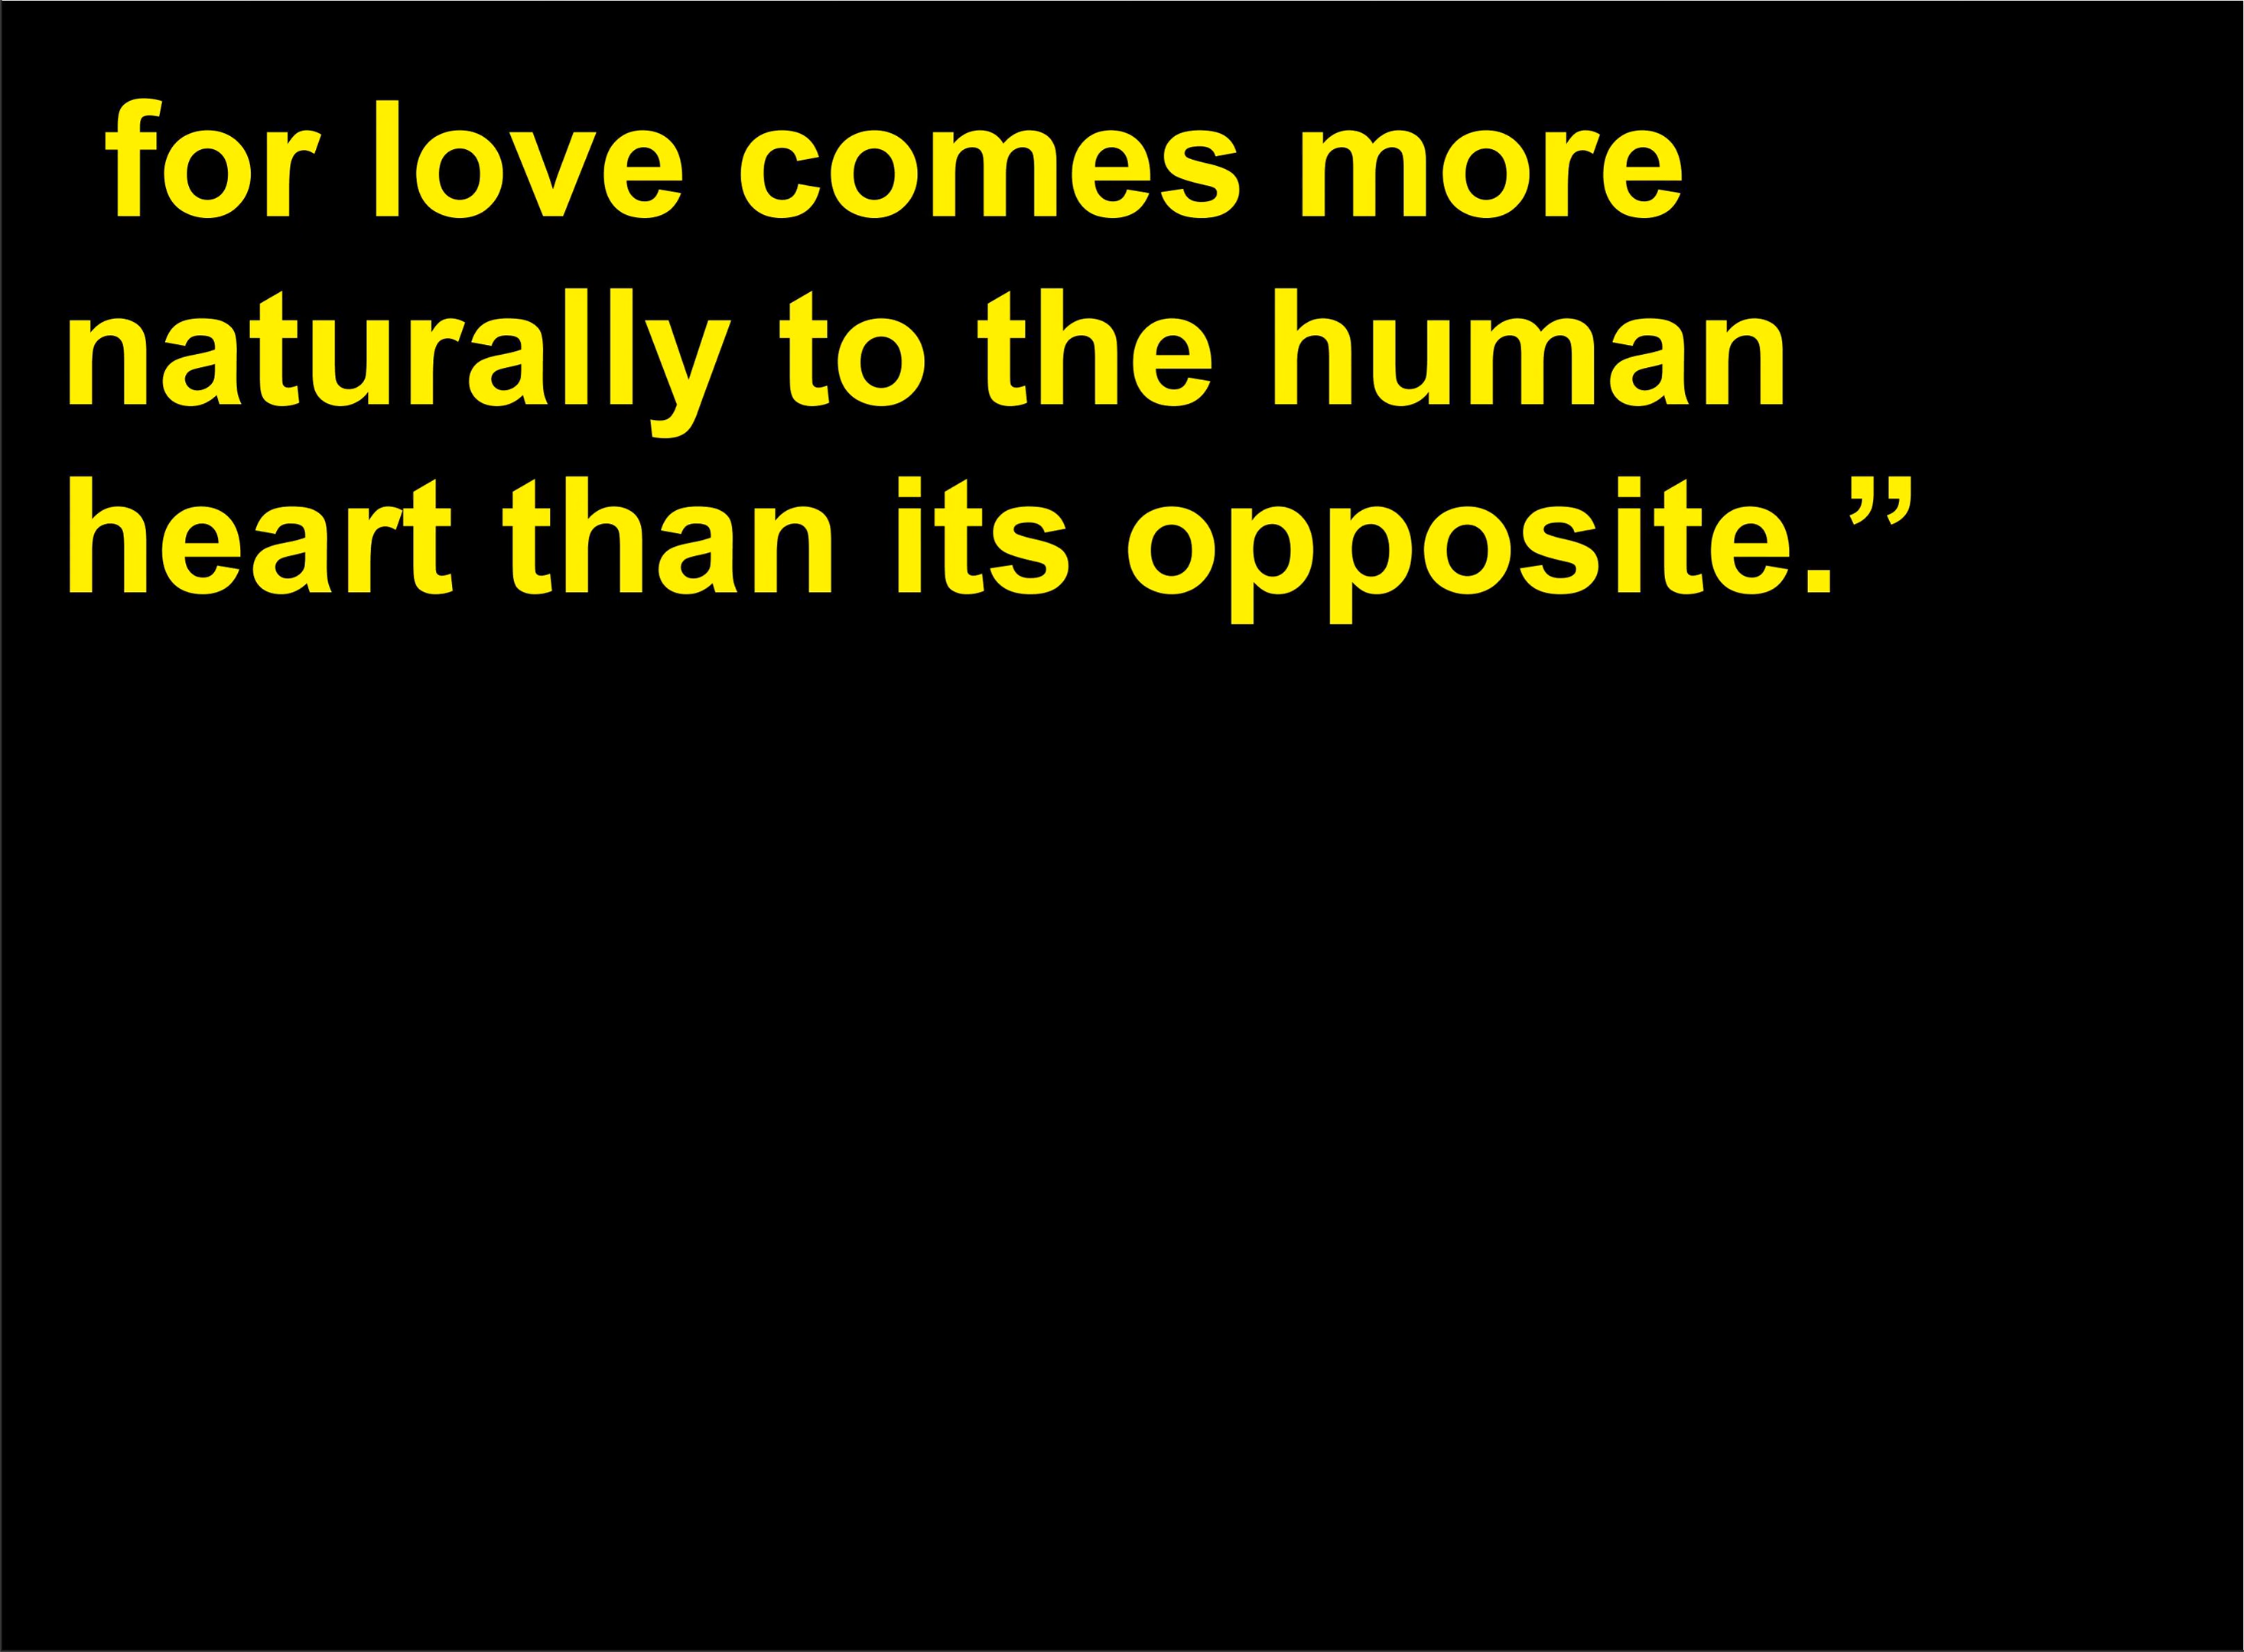 for love comes more
naturally to the human
heart than its opposite.”